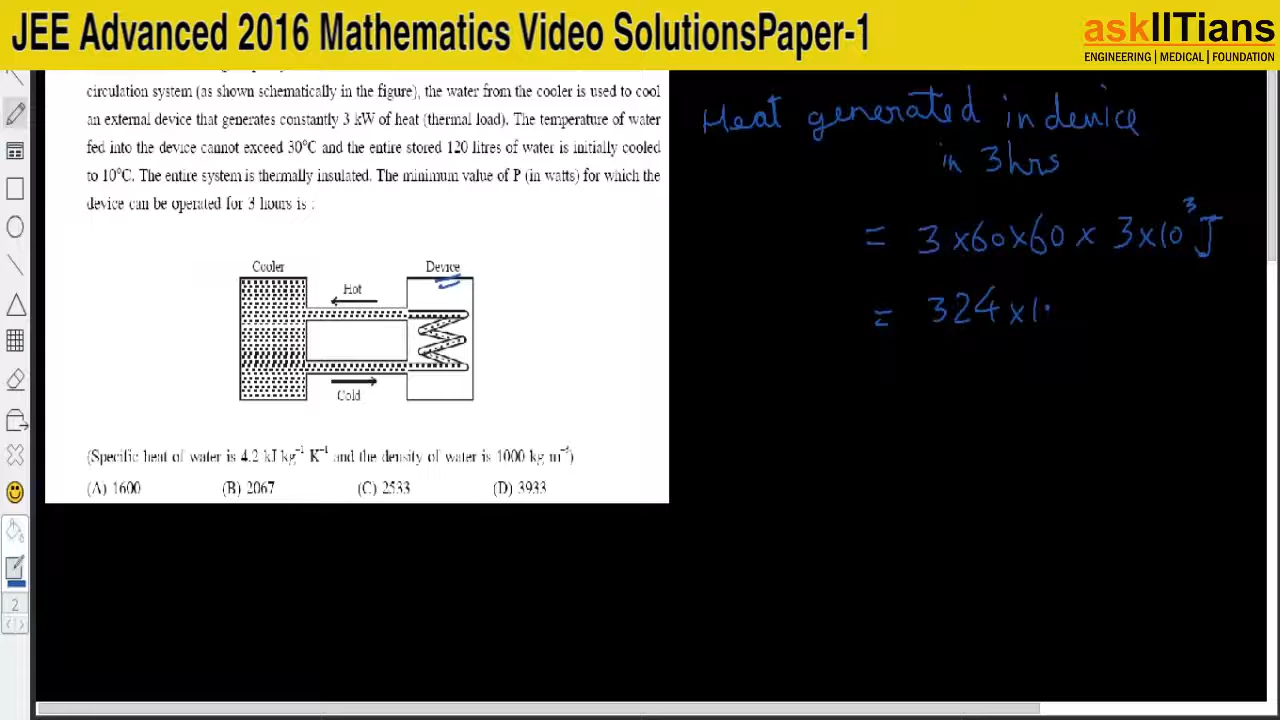 JEE Advanced 2016 Mathematics Video SolutionsPaper-1
askIITians
ENGINEERING | MEDICAL | FOUNDATION
circulation system (as shown schematically in the figure), the water from the cooler is used to cool
an external device that generates constantly 3 kW of heat (thermal load). The temperature of water
fed into the device cannot exceed 30°C and the entire stored 120 litres of water is initially cooled
to 10°C. The entire system is thermally insulated. The minimum value of P (in watts) for which the
device can be operated for 3 hours is :
Cooler
Device
Hot
Cold
(Specific heat of water is 4.2 kJ kg⁻¹ K⁻¹ and the density of water is 1000 kg m⁻³)
(A) 1600 (B) 2067 (C) 2533 (D) 3933
Heat generated in device
in 3hrs
= 3×60×60 × 3×10³ J
= 324×1
2